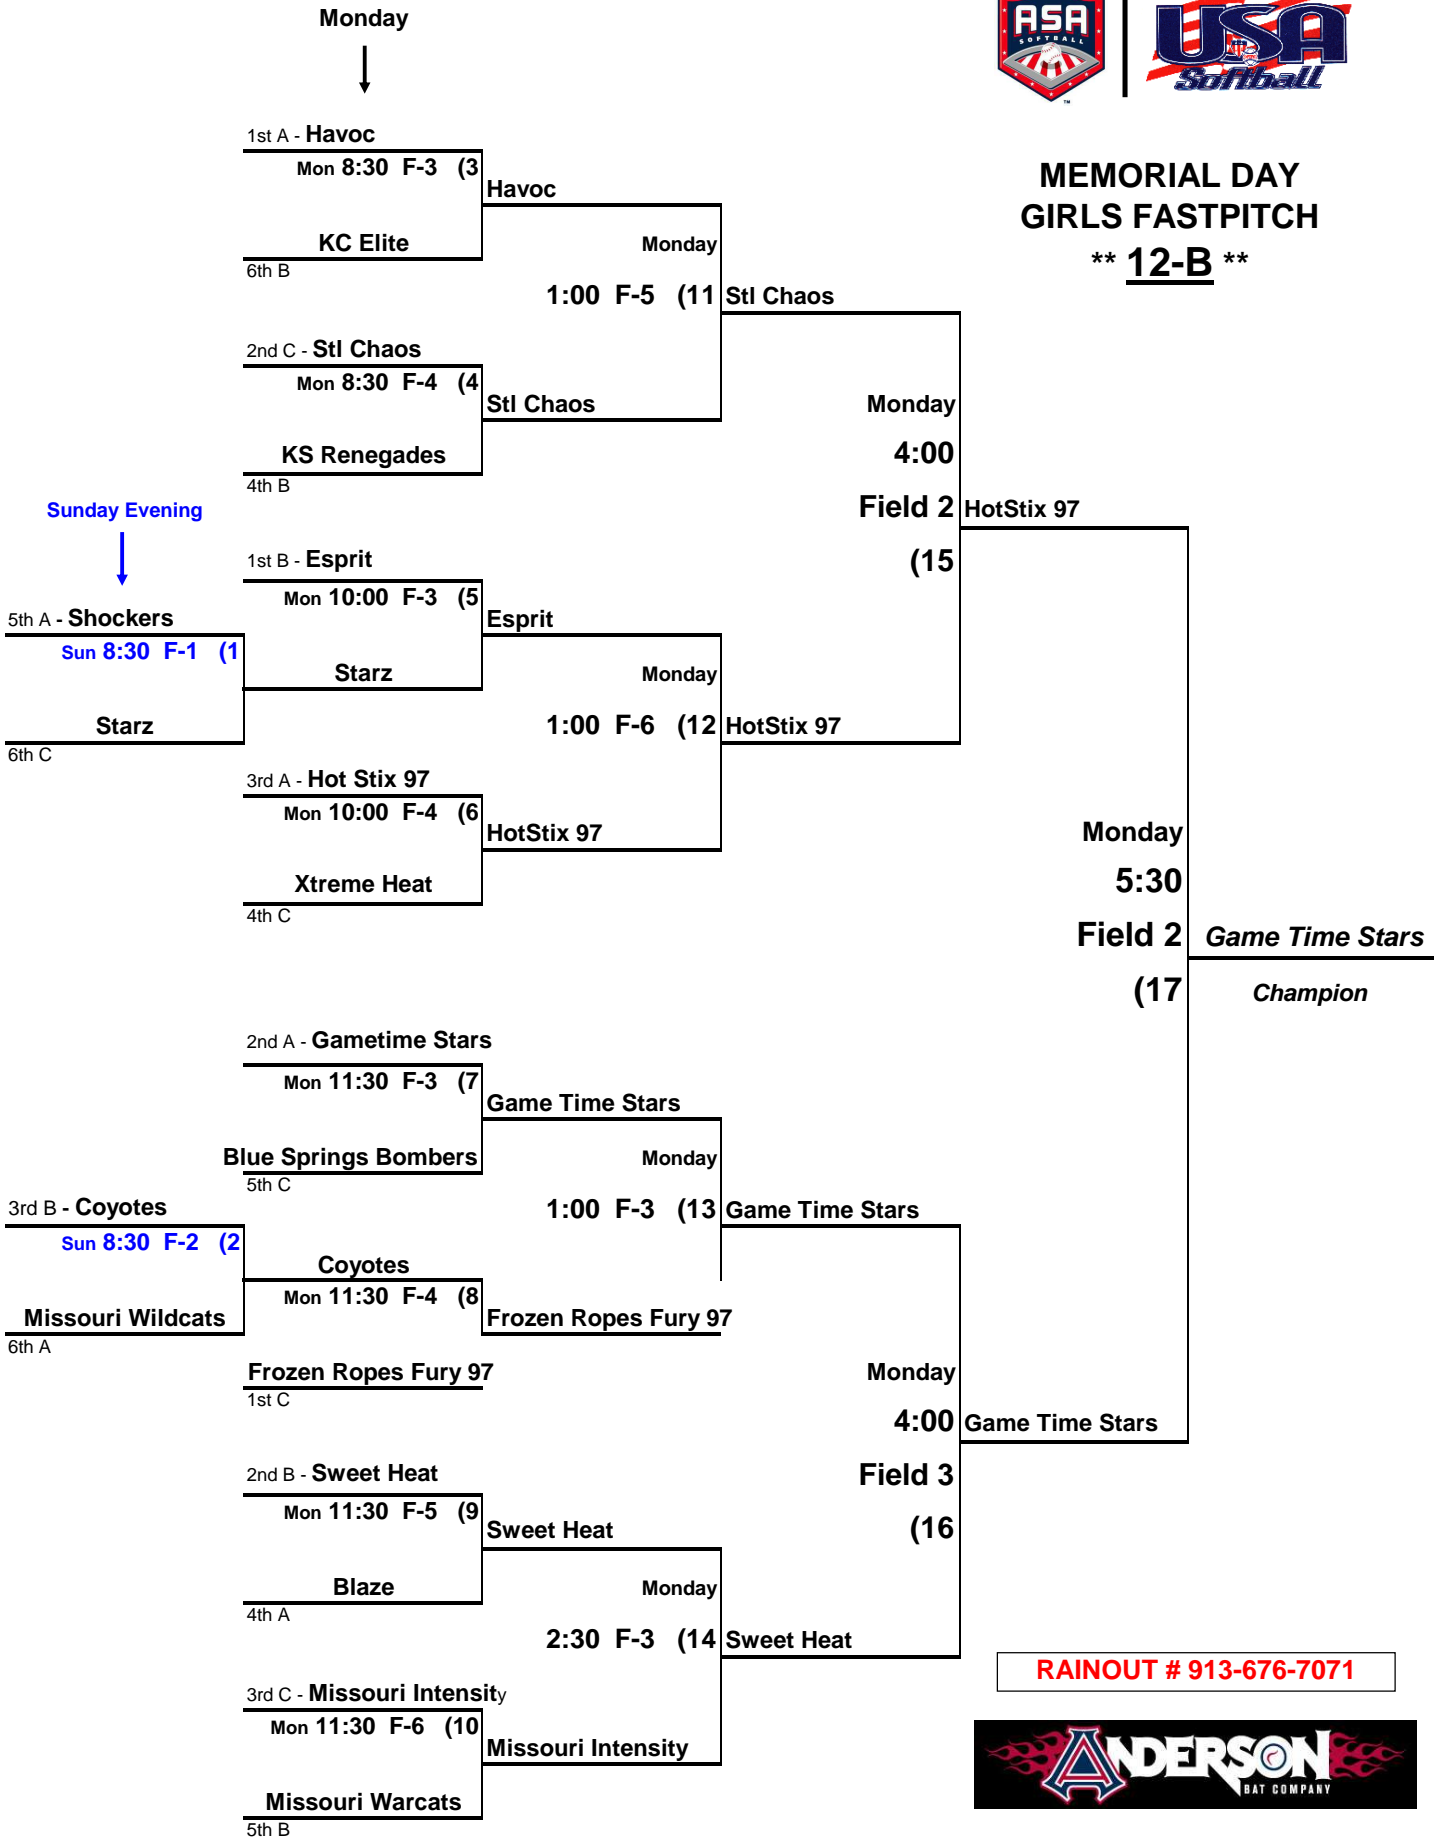 Monday
ASA
SOFTBALL
USA
Softball
TM
MEMORIAL DAY
GIRLS FASTPITCH
** 12-B **
1st A - Havoc
Mon 8:30 F-3 (3
Havoc
KC Elite
6th B
Monday
1:00 F-5 (11
Stl Chaos
2nd C - Stl Chaos
Mon 8:30 F-4 (4
Stl Chaos
KS Renegades
4th B
Monday
4:00
Field 2
(15
HotStix 97
Sunday Evening
1st B - Esprit
Mon 10:00 F-3 (5
Esprit
5th A - Shockers
Sun 8:30 F-1 (1
Starz
Starz
6th C
Monday
1:00 F-6 (12
HotStix 97
3rd A - Hot Stix 97
Mon 10:00 F-4 (6
HotStix 97
Xtreme Heat
4th C
Monday
5:30
Field 2
(17
Game Time Stars
Champion
2nd A - Gametime Stars
Mon 11:30 F-3 (7
Game Time Stars
Blue Springs Bombers
5th C
Monday
1:00 F-3 (13
Game Time Stars
3rd B - Coyotes
Sun 8:30 F-2 (2
Coyotes
Missouri Wildcats
6th A
Mon 11:30 F-4 (8
Frozen Ropes Fury 97
Frozen Ropes Fury 97
1st C
Monday
4:00
Field 3
(16
Game Time Stars
2nd B - Sweet Heat
Mon 11:30 F-5 (9
Sweet Heat
Blaze
4th A
Monday
2:30 F-3 (14
Sweet Heat
3rd C - Missouri Intensity
Mon 11:30 F-6 (10
Missouri Intensity
Missouri Warcats
5th B
RAINOUT # 913-676-7071
ANDERSON
BAT COMPANY